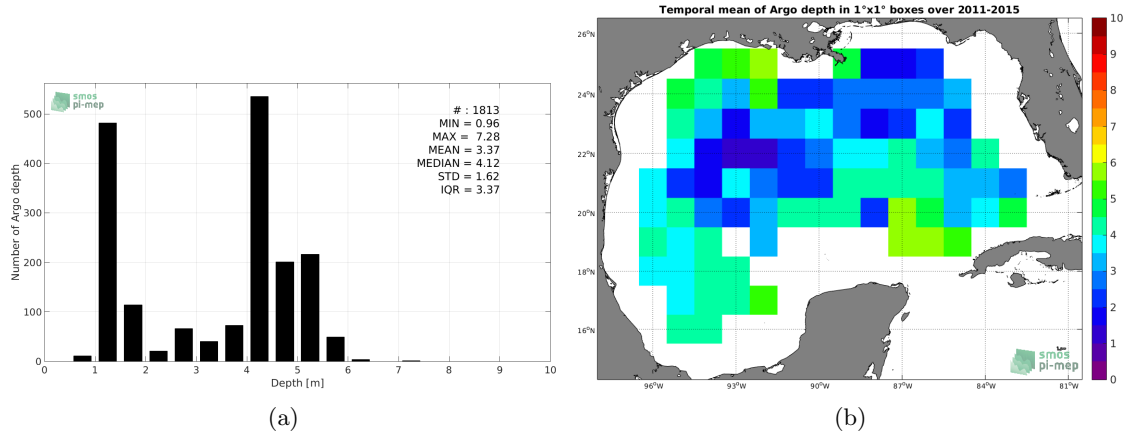 smos
pi-mep
# : 1813
MIN = 0.96
MAX = 7.28
MEAN = 3.37
MEDIAN = 4.12
STD = 1.62
IQR = 3.37
Number of Argo depth
500
400
300
200
100
0
0 1 2 3 4 5 6 7 8 9 10
Depth [m]
(a)
Temporal mean of Argo depth in 1°x1° boxes over 2011-2015
26°N
24°N
22°N
20°N
18°N
16°N
96°W 93°W 90°W 87°W 84°W 81°W
smos
pi-mep
10
9
8
7
6
5
4
3
2
1
0
(b)